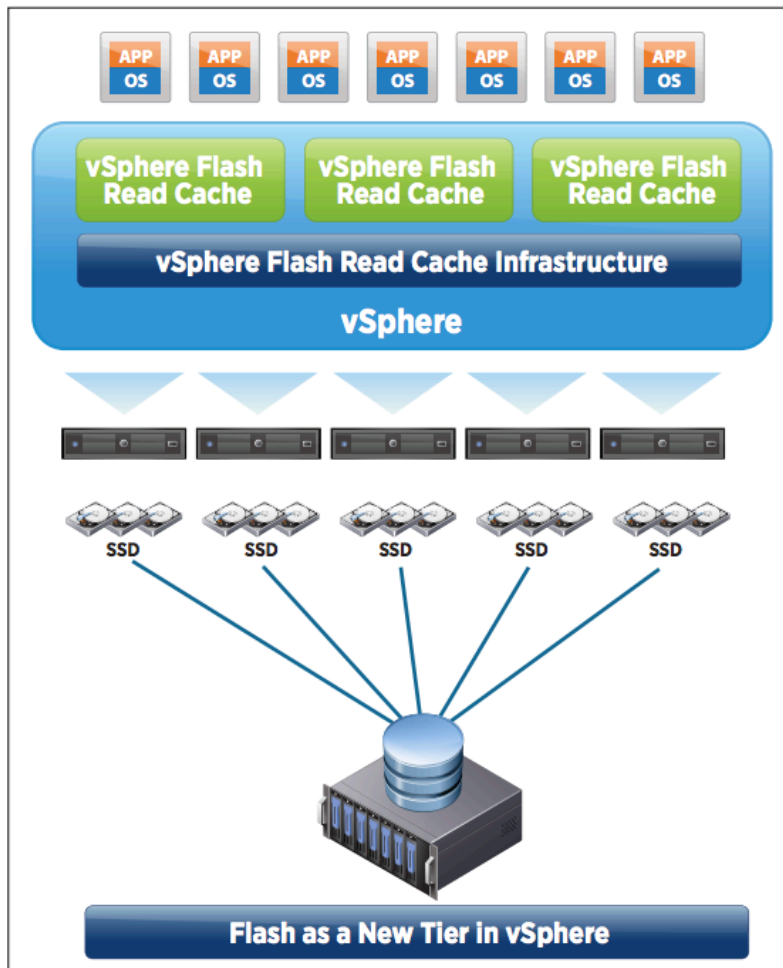 APP APP APP APP APP APP APP
OS OS OS OS OS OS OS
vSphere Flash Read Cache vSphere Flash Read Cache vSphere Flash Read Cache
vSphere Flash Read Cache Infrastructure
vSphere
SSD SSD SSD SSD SSD
Flash as a New Tier in vSphere